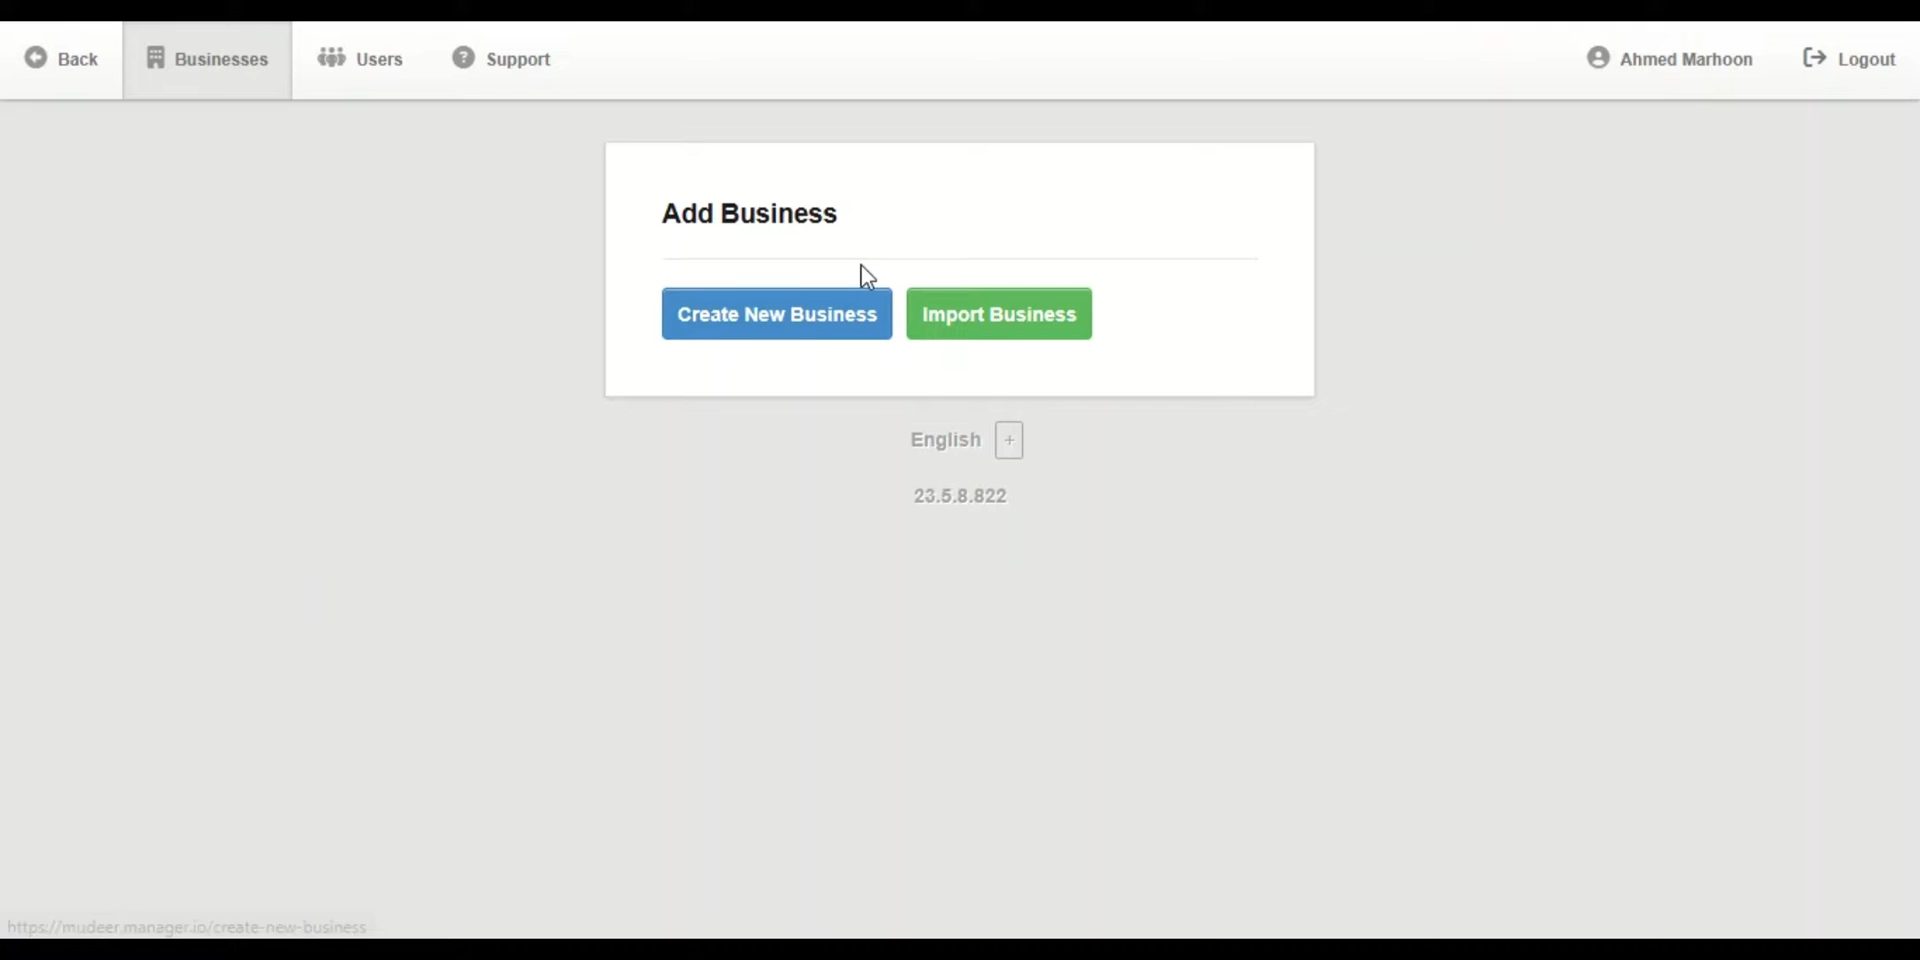 Back Businesses Users Support Ahmed Marhoon Logout
Add Business
Create New Business Import Business
English +
23.5.8.822
https://mudeer.manager.io/create-new-business